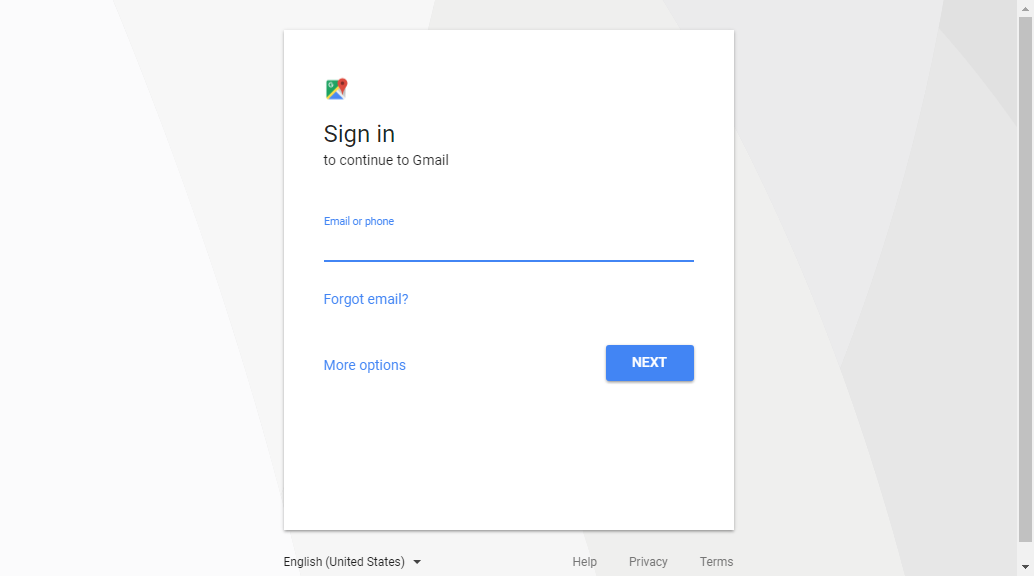 Sign in
to continue to Gmail
Email or phone
Forgot email?
More options
NEXT
English (United States)
Help
Privacy
Terms